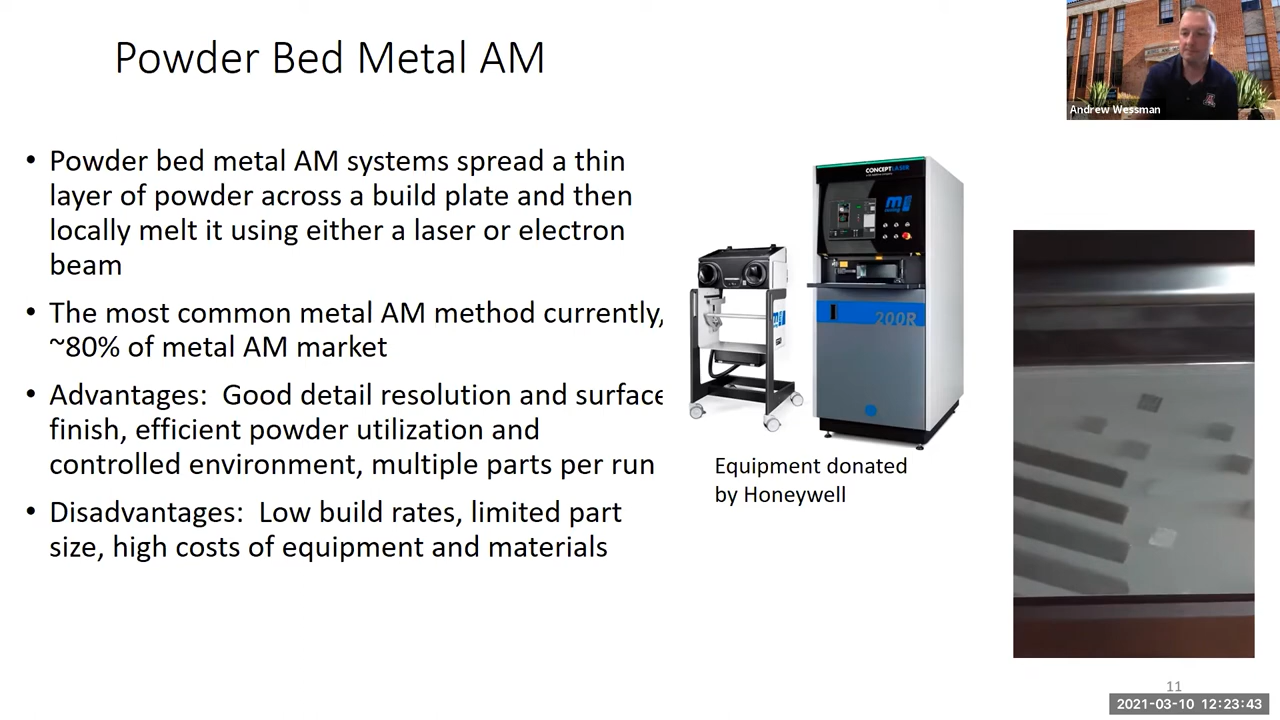 Powder Bed Metal AM
Andrew Wessman
• Powder bed metal AM systems spread a thin
layer of powder across a build plate and then
locally melt it using either a laser or electron
beam
• The most common metal AM method currently,
~80% of metal AM market
• Advantages:  Good detail resolution and surface
finish, efficient powder utilization and
controlled environment, multiple parts per run
• Disadvantages:  Low build rates, limited part
size, high costs of equipment and materials
CONCEPTLASER
200R
Equipment donated
by Honeywell
11
2021-03-10 12:23:43